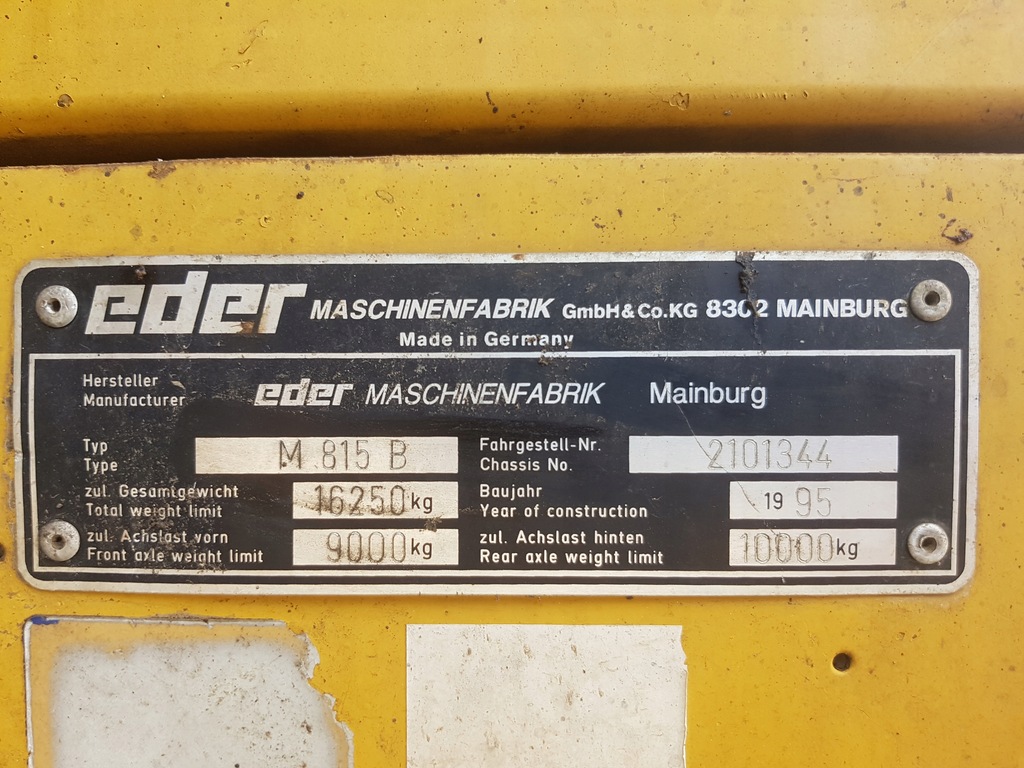 eder MASCHINENFABRIK GmbH & Co.KG 8302 MAINBURG
Made in Germany
Hersteller
Manufacturer
eder MASCHINENFABRIK Mainburg
Typ
Type
M 815 B
Fahrgestell-Nr.
Chassis No.
2101344
zul. Gesamtgewicht
Total weight limit
16250 kg
Baujahr
Year of construction
19 95
zul. Achslast vorn
Front axle weight limit
9000 kg
zul. Achslast hinten
Rear axle weight limit
10000 kg